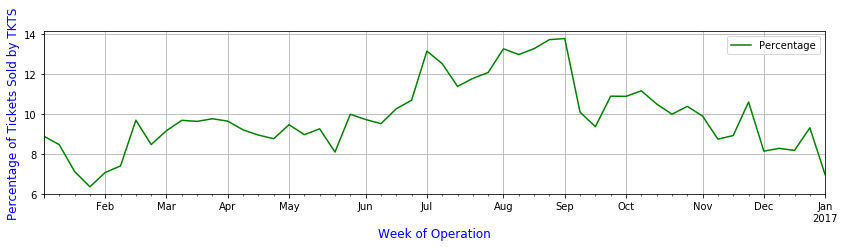 Percentage of Tickets Sold by TKTS
14
12
10
8
6
Percentage
Feb Mar Apr May Jun Jul Aug Sep Oct Nov Dec Jan
2017
Week of Operation